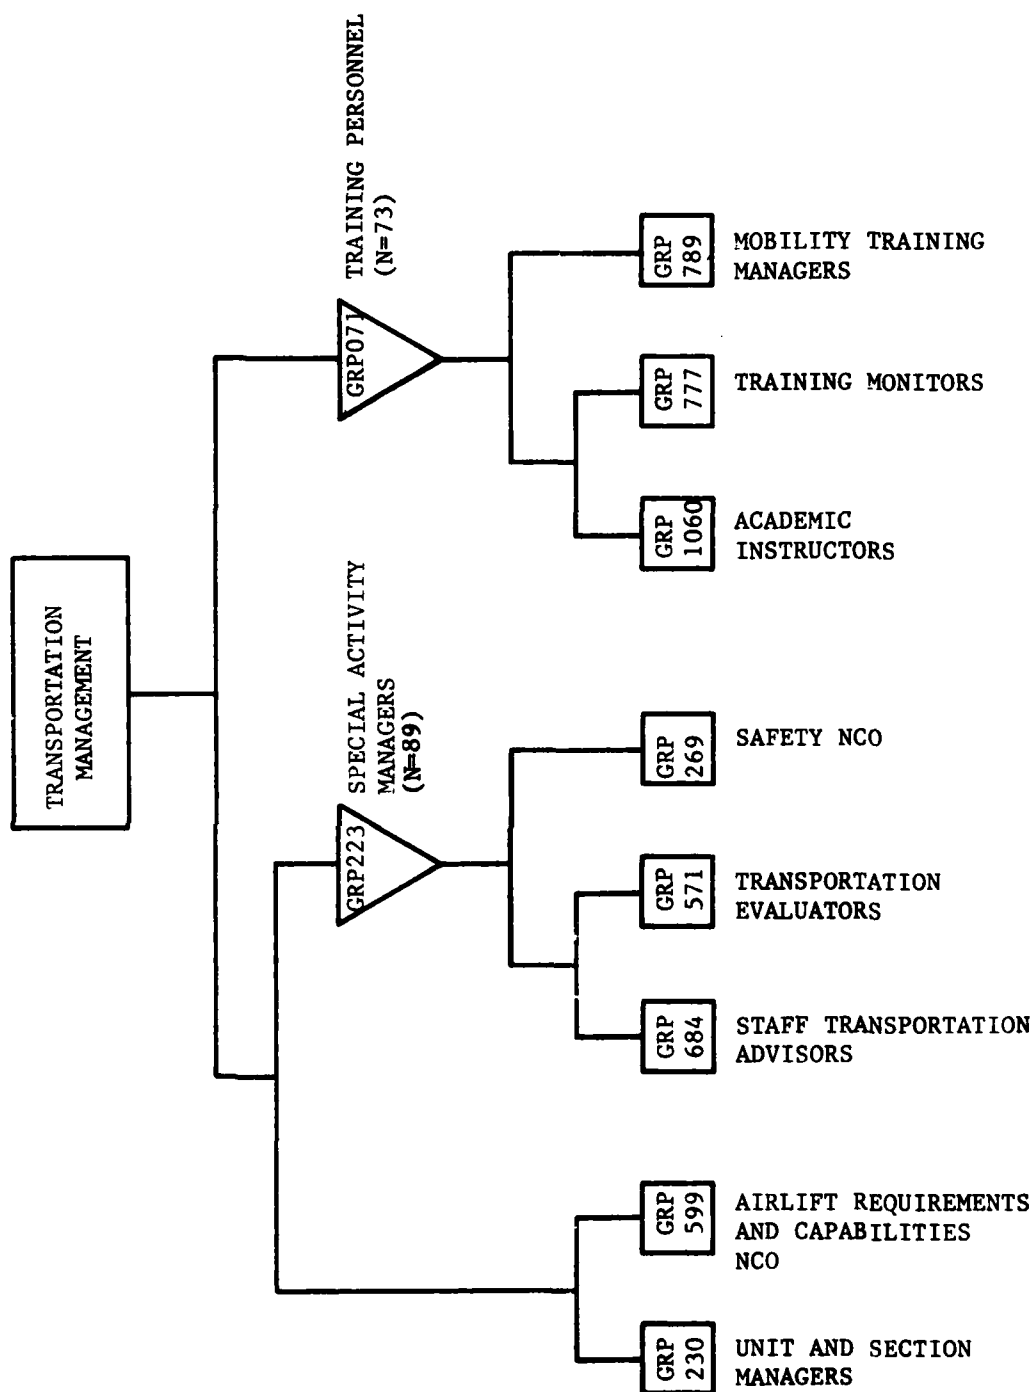 TRANSPORTATION
MANAGEMENT
GRP223
SPECIAL ACTIVITY
MANAGERS
(N=89)
GRP071
TRAINING PERSONNEL
(N=73)
GRP
230
UNIT AND SECTION
MANAGERS
GRP
599
AIRLIFT REQUIREMENTS
AND CAPABILITIES
NCO
GRP
684
STAFF TRANSPORTATION
ADVISORS
GRP
571
TRANSPORTATION
EVALUATORS
GRP
269
SAFETY NCO
GRP
1060
ACADEMIC
INSTRUCTORS
GRP
777
TRAINING MONITORS
GRP
789
MOBILITY TRAINING
MANAGERS